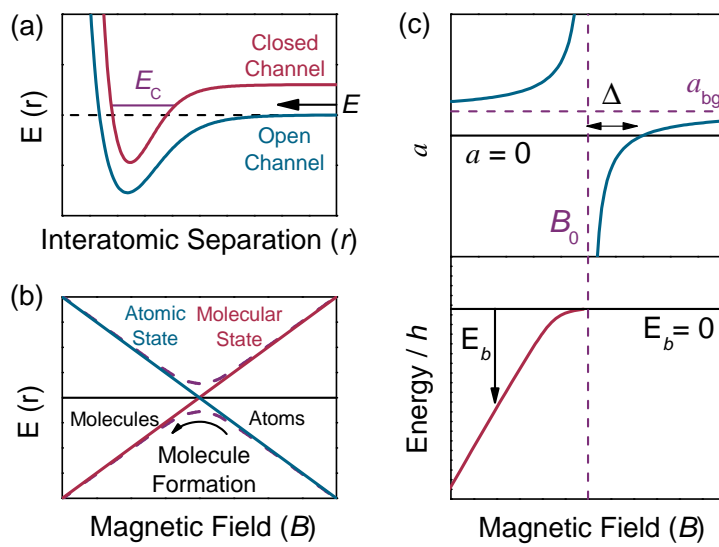 (a)
Closed
Channel
E_C
E
Open
Channel
E (r)
Interatomic Separation (r)
(b)
Atomic
State
Molecular
State
Molecules
Atoms
Molecule
Formation
E (r)
Magnetic Field (B)
(c)
a_bg
Δ
a
a = 0
B_0
E_b
E_b = 0
Energy / h
Magnetic Field (B)